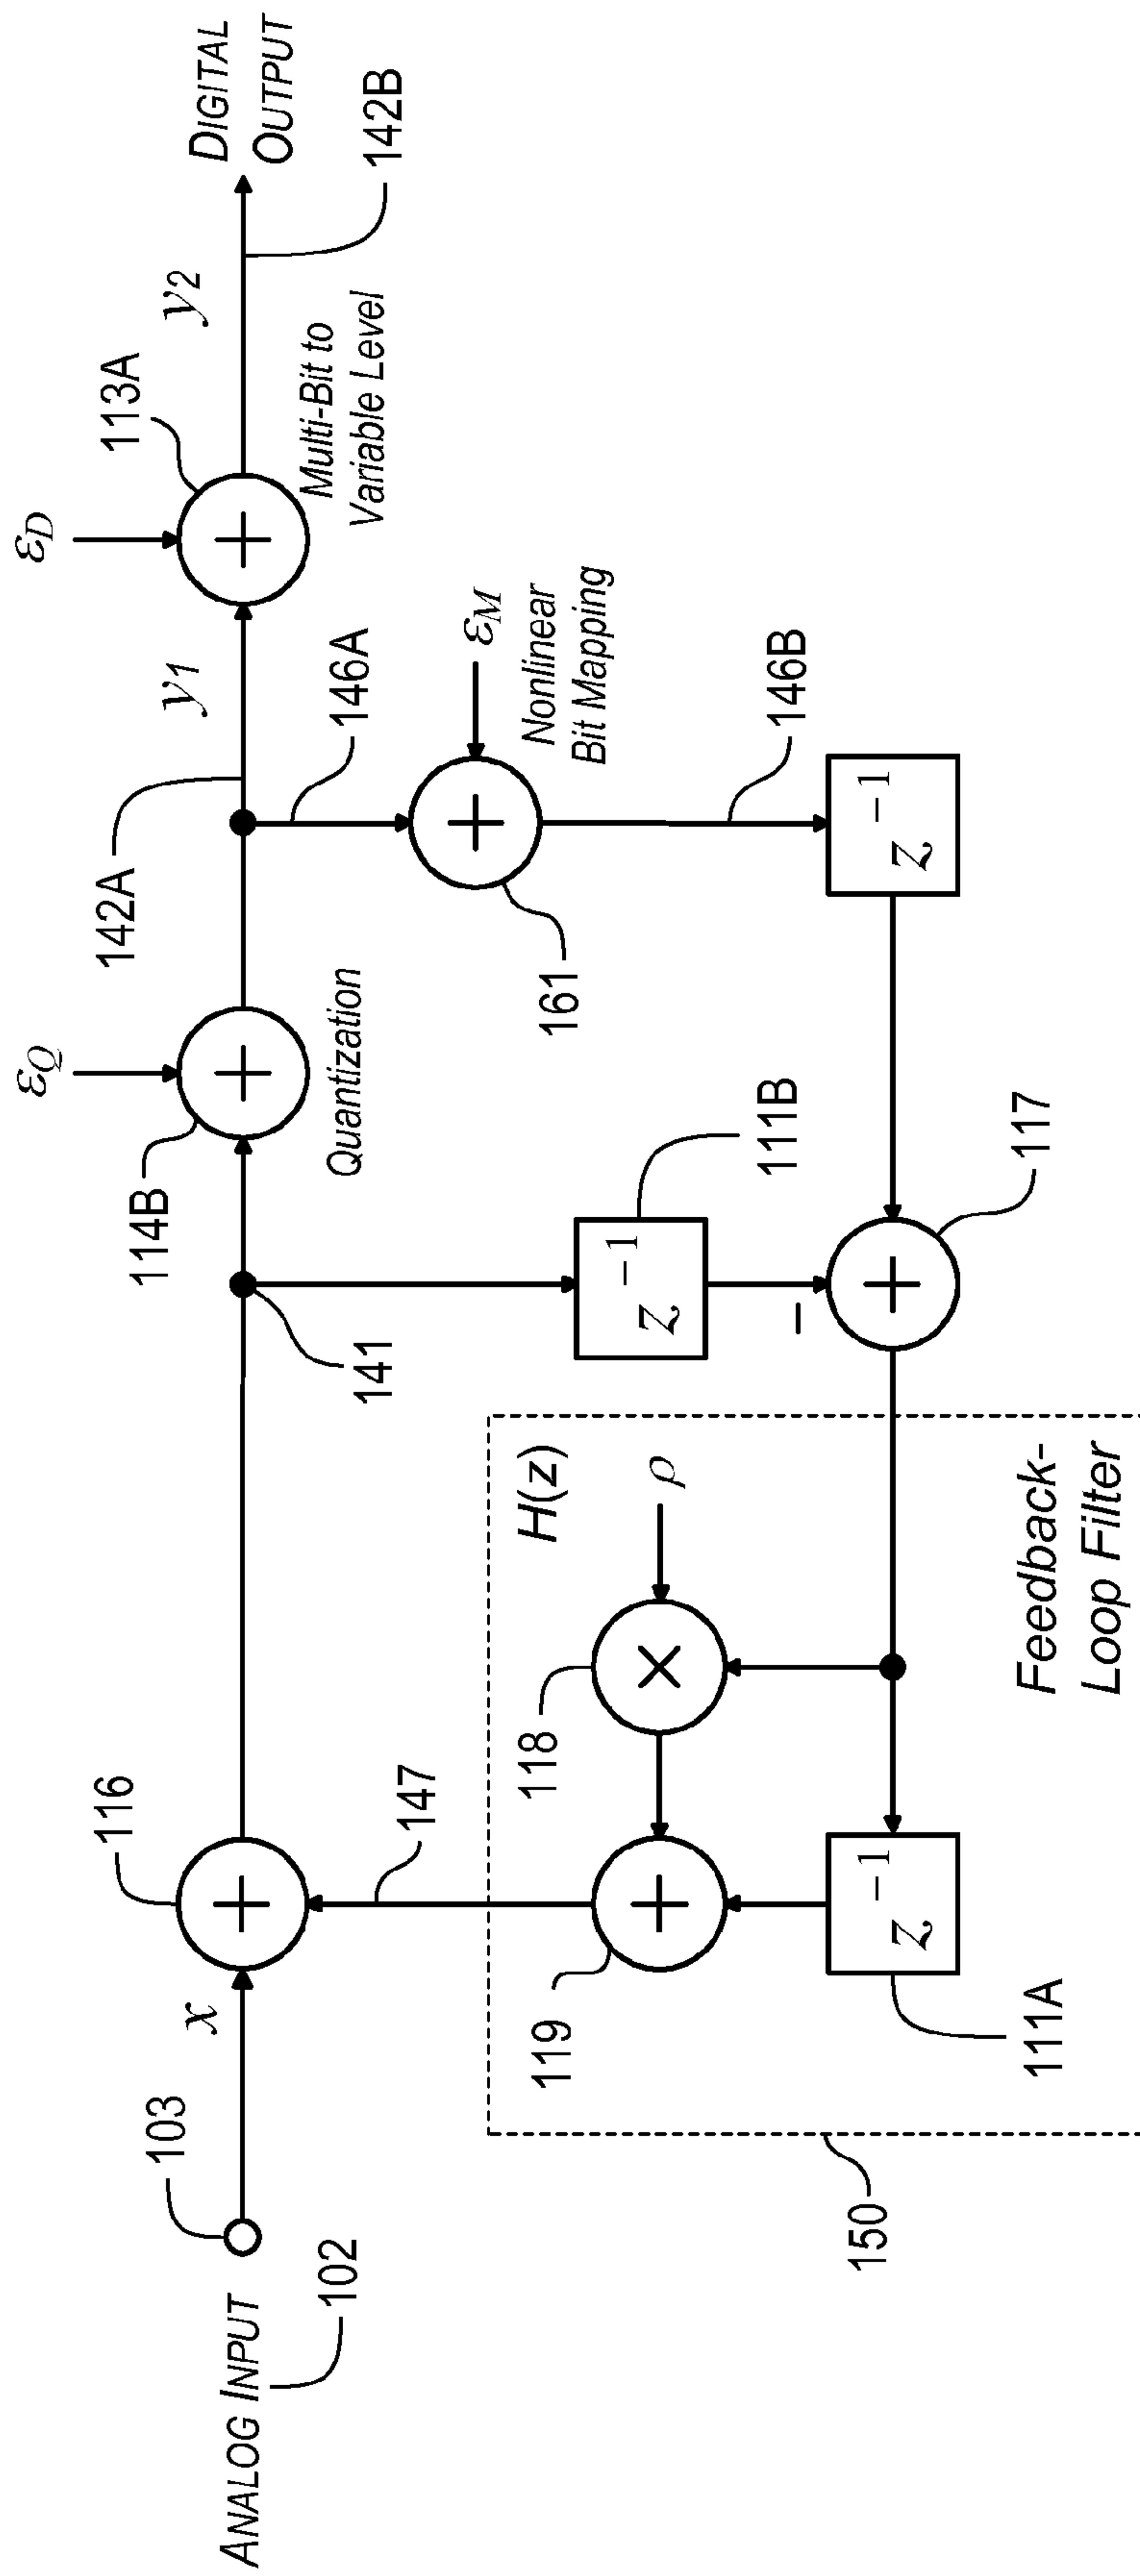 ANALOG INPUT
102
103
x
116
147
141
114B
εQ
Quantization
142A
y1
146A
εM
Nonlinear
Bit Mapping
161
146B
εD
113A
Multi-Bit to
Variable Level
y2
142B
DIGITAL
OUTPUT
+
+
+
+
z⁻¹
111B
z⁻¹
−
+
117
H(z)
ρ
×
118
+
119
z⁻¹
111A
150
Feedback-
Loop Filter